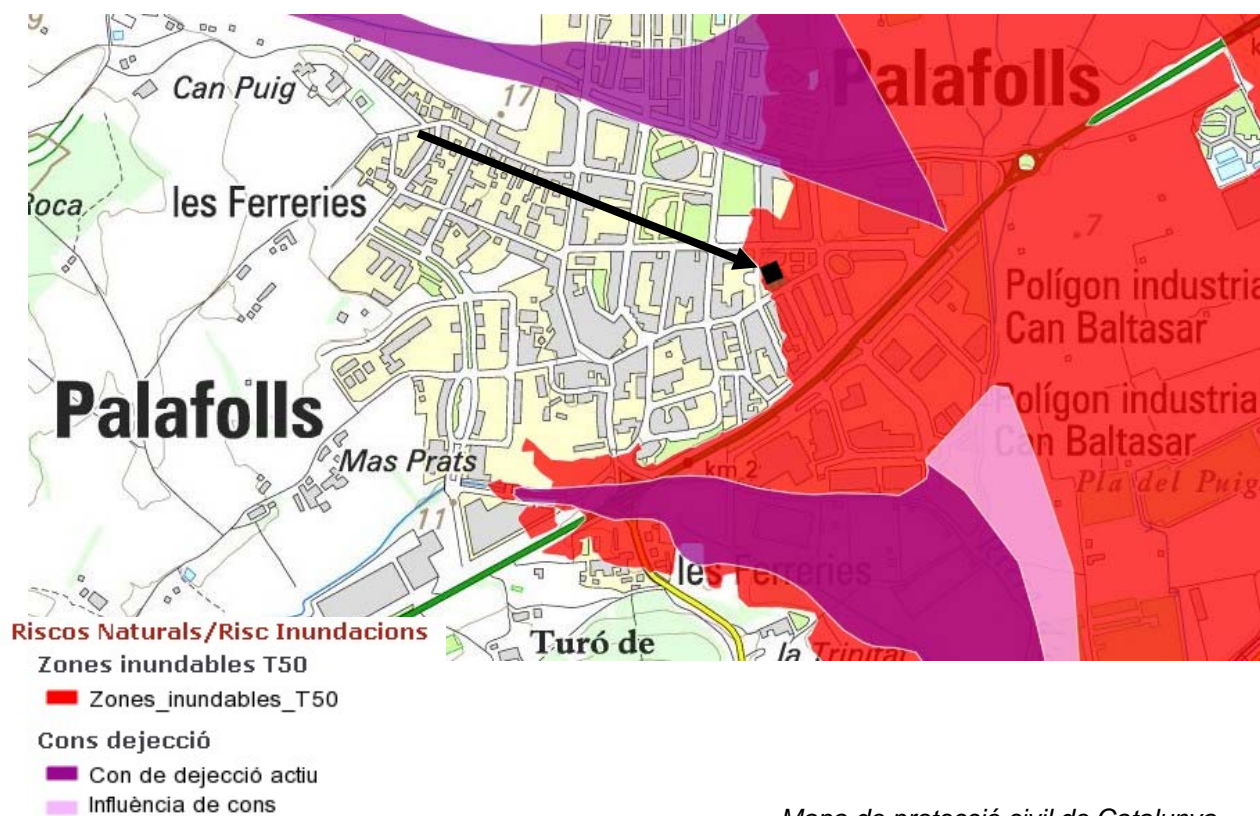 Can Puig
17
Palafolls
les Ferreries
Roca
7
Polígon industria
Can Baltasar
Palafolls
Polígon industria
Can Baltasar
Mas Prats
km 2
Pla del Puig
11
les Ferreries
Turó de
la Trinitat
Riscos Naturals/Risc Inundacions
Zones inundables T50
Zones_inundables_T50
Cons dejecció
Con de dejecció actiu
Influència de cons
Mapa de protecció civil de Catalunya